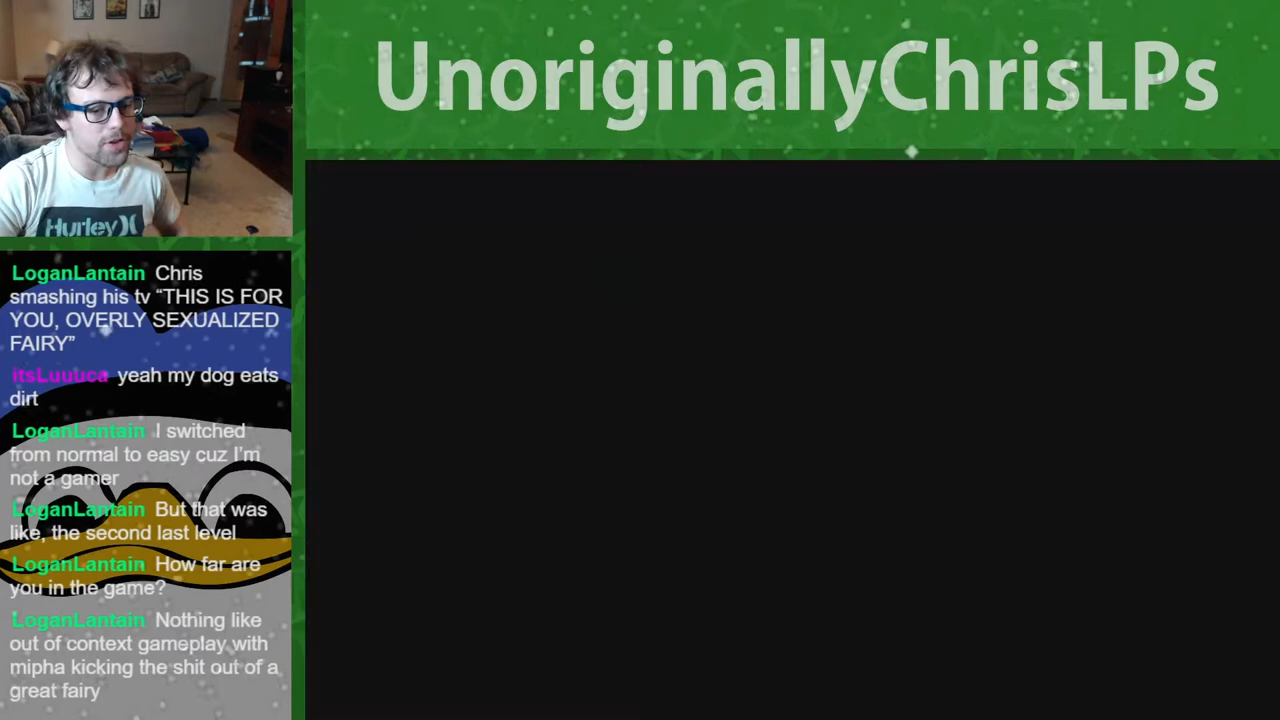 UnoriginallyChrisLPs
Hurley
LoganLantain Chris
smashing his tv “THIS IS FOR
YOU, OVERLY SEXUALIZED
FAIRY”
itsLuuuca yeah my dog eats
dirt
LoganLantain I switched
from normal to easy cuz I’m
not a gamer
LoganLantain But that was
like, the second last level
LoganLantain How far are
you in the game?
LoganLantain Nothing like
out of context gameplay with
mipha kicking the shit out of a
great fairy